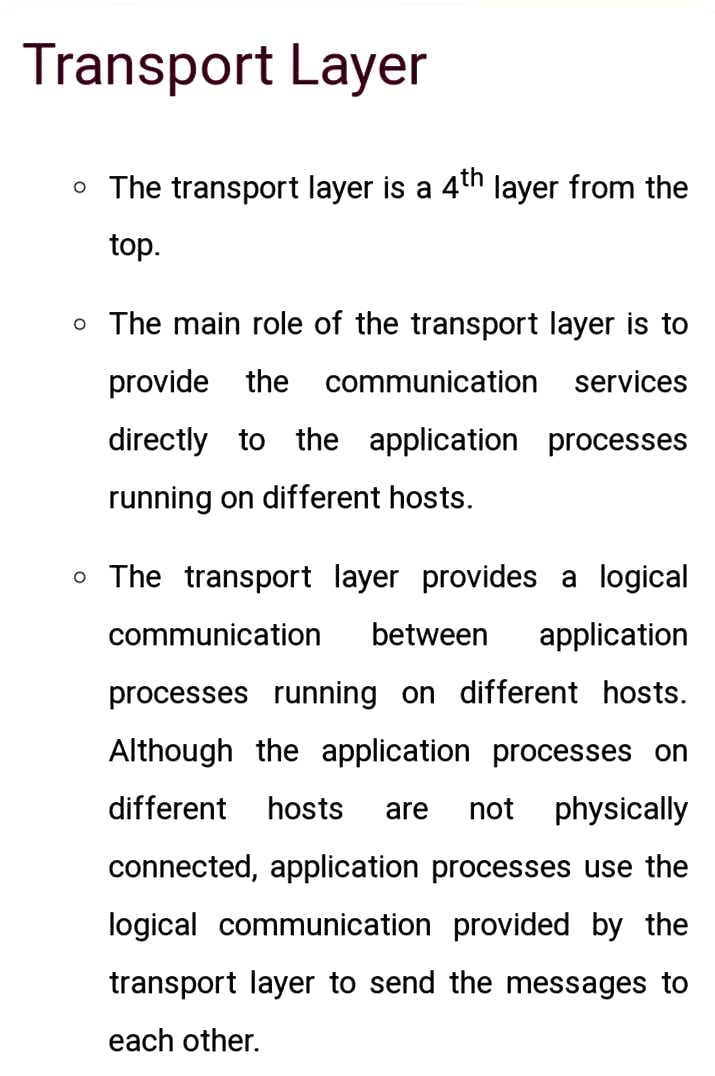 Transport Layer
The transport layer is a 4th layer from the
top.
The main role of the transport layer is to
provide the communication services
directly to the application processes
running on different hosts.
The transport layer provides a logical
communication between application
processes running on different hosts.
Although the application processes on
different hosts are not physically
connected, application processes use the
logical communication provided by the
transport layer to send the messages to
each other.